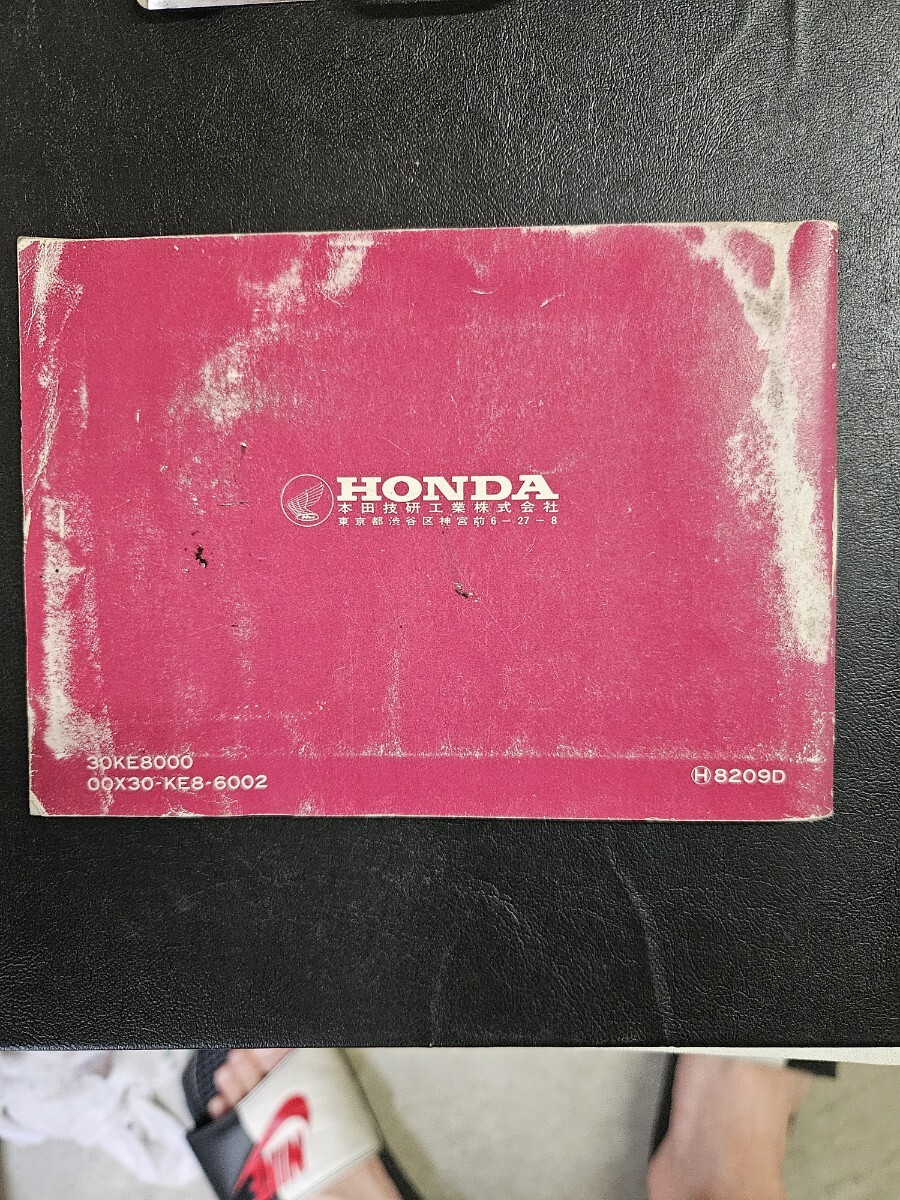 HONDA
本田技研工業株式会社
東京都渋谷区神宮前6-27-8
30KE8000
00X30-KE8-6002
Ⓗ8209D
NIKE